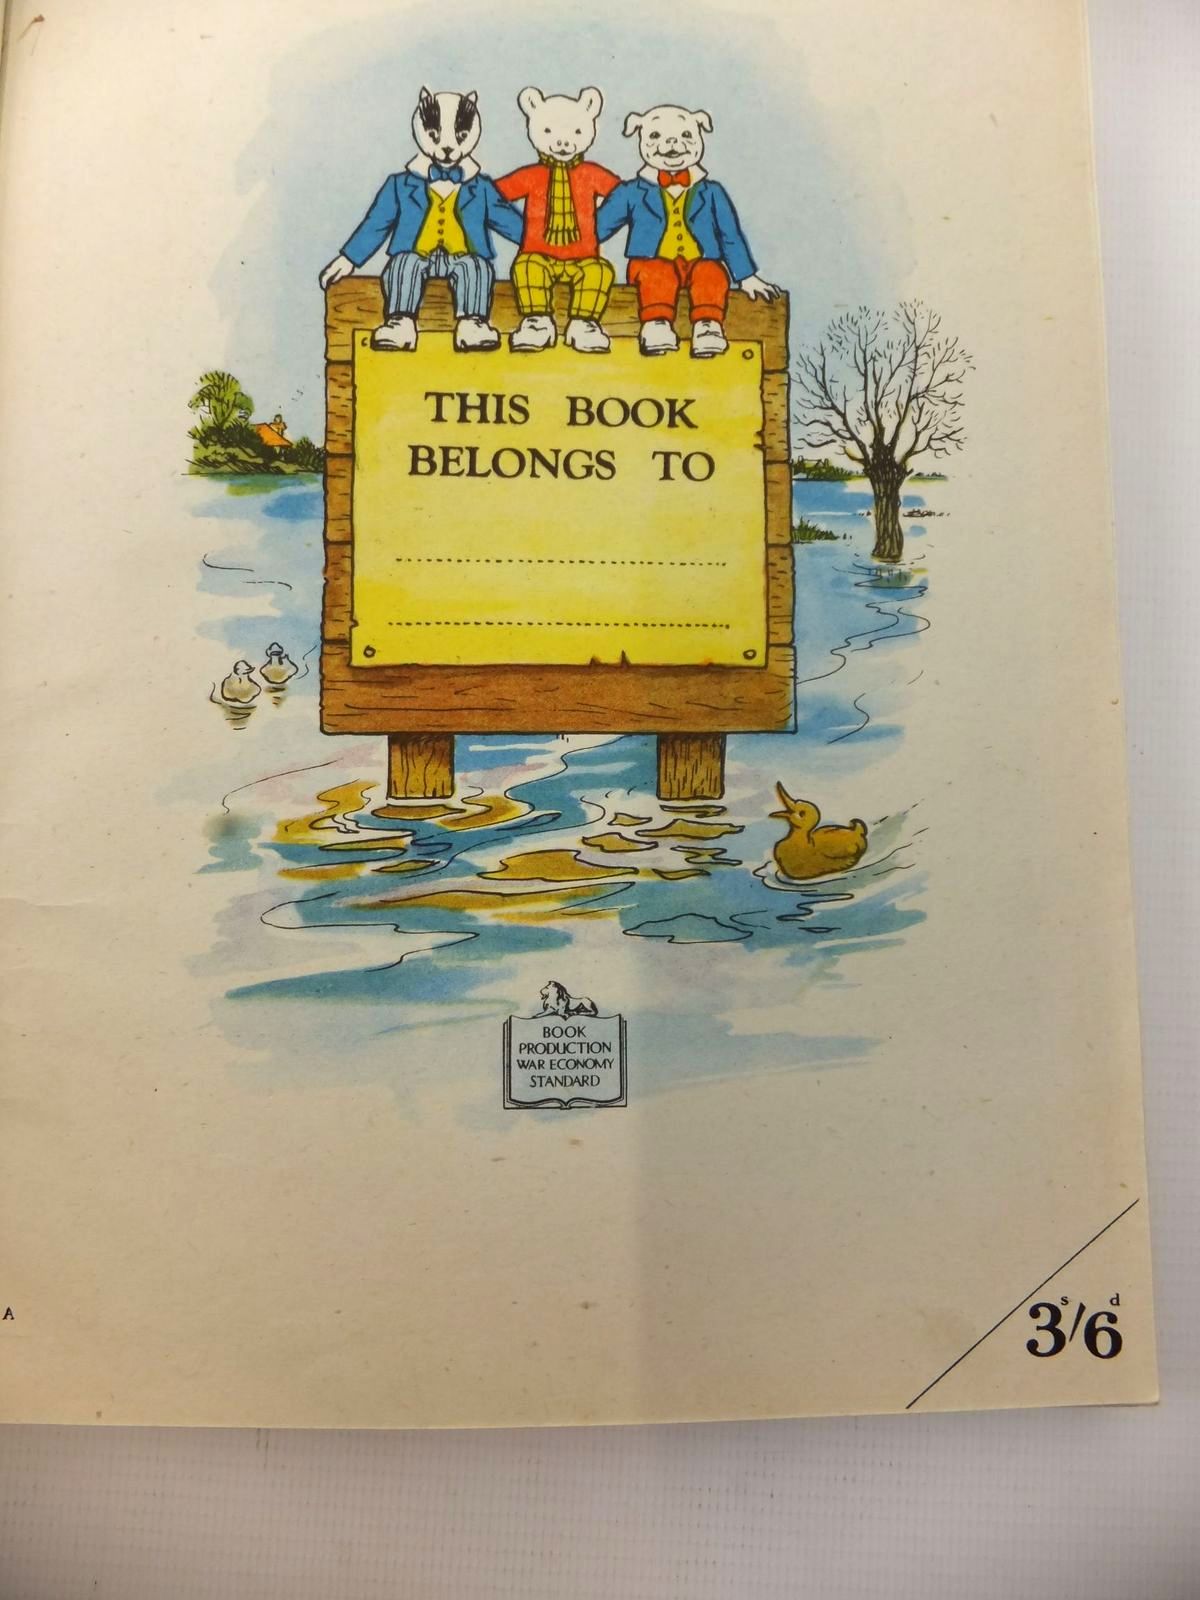 THIS BOOK
BELONGS TO
BOOK
PRODUCTION
WAR ECONOMY
STANDARD
A
3s/6d